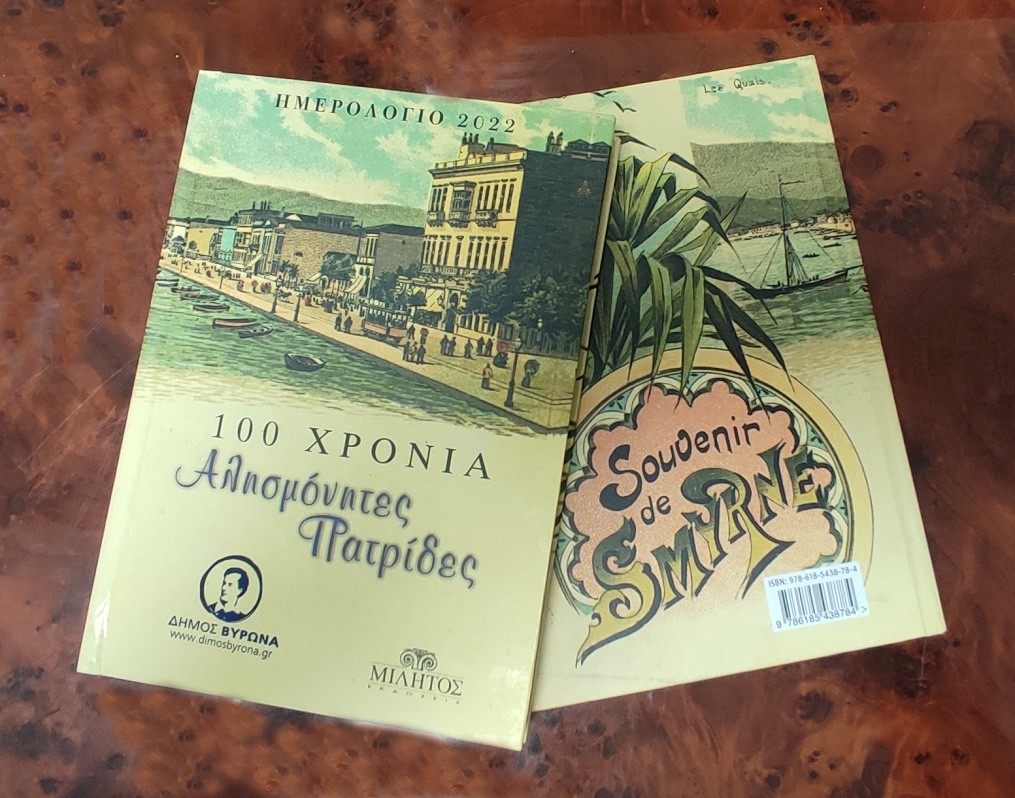 ΗΜΕΡΟΛΟΓΙΟ 2022
100 ΧΡΟΝΙΑ
Αλησμόνητες
Πατρίδες
ΔΗΜΟΣ ΒΥΡΩΝΑ
www.dimosbyrona.gr
ΜΙΛΗΤΟΣ
ΕΚΔΟΣΕΙΣ
Les Quais.
Souvenir
de
SMYRNE
ISBN: 978-618-5438-78-4
9 786185 438784 >